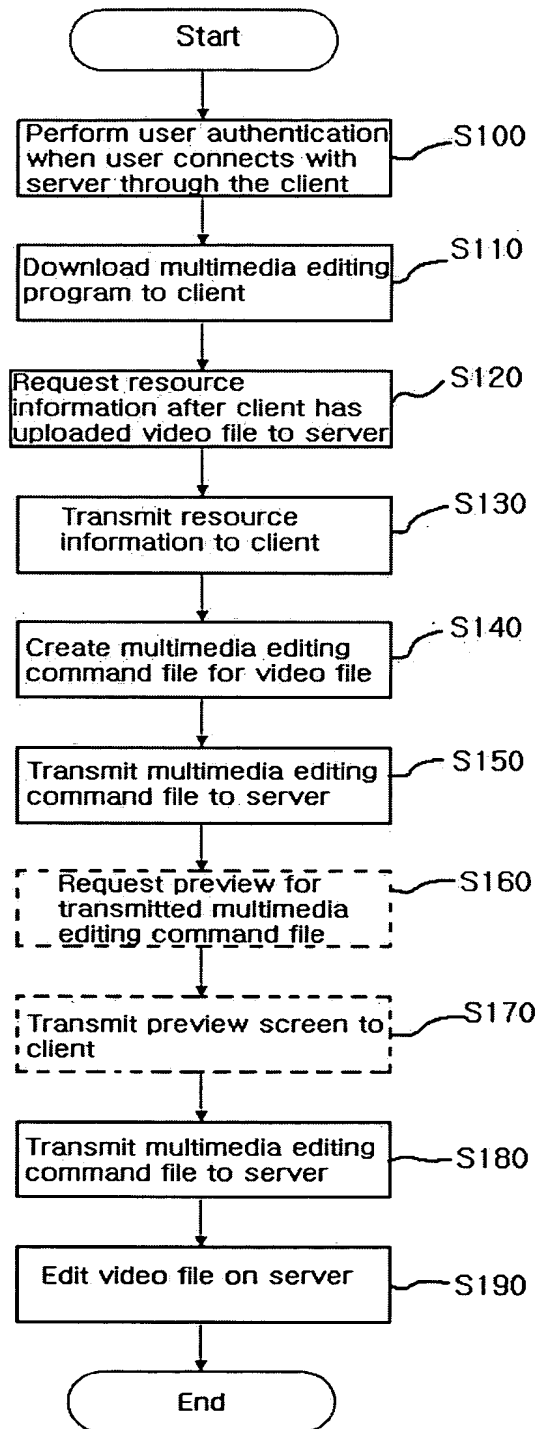 Start
Perform user authentication
when user connects with
server through the client
S100
Download multimedia editing
program to client
S110
Request resource
information after client has
uploaded video file to server
S120
Transmit resource
information to client
S130
Create multimedia editing
command file for video file
S140
Transmit multimedia editing
command file to server
S150
Request preview for
transmitted multimedia
editing command file
S160
Transmit preview screen to
client
S170
Transmit multimedia editing
command file to server
S180
Edit video file on server
S190
End